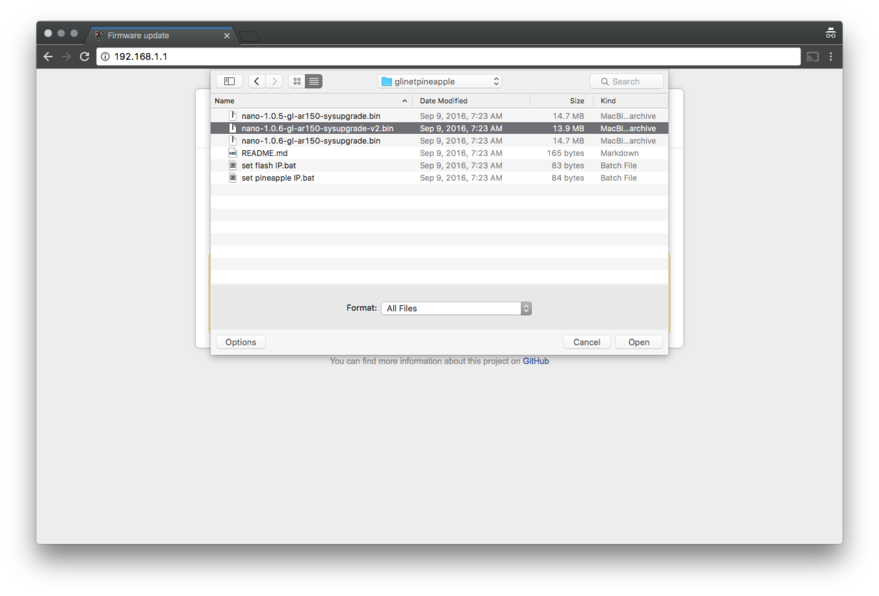 Firmware update
192.168.1.1
glinetpineapple
Search
Name Date Modified Size Kind
nano-1.0.5-gl-ar150-sysupgrade.bin Sep 9, 2016, 7:23 AM 14.7 MB MacBi...archive
nano-1.0.6-gl-ar150-sysupgrade-v2.bin Sep 9, 2016, 7:23 AM 13.9 MB MacBi...archive
nano-1.0.6-gl-ar150-sysupgrade.bin Sep 9, 2016, 7:23 AM 14.7 MB MacBi...archive
README.md Sep 9, 2016, 7:23 AM 165 bytes Markdown
set flash IP.bat Sep 9, 2016, 7:23 AM 83 bytes Batch File
set pineapple IP.bat Sep 9, 2016, 7:23 AM 84 bytes Batch File
Format: All Files
Options Cancel Open
You can find more information about this project on GitHub